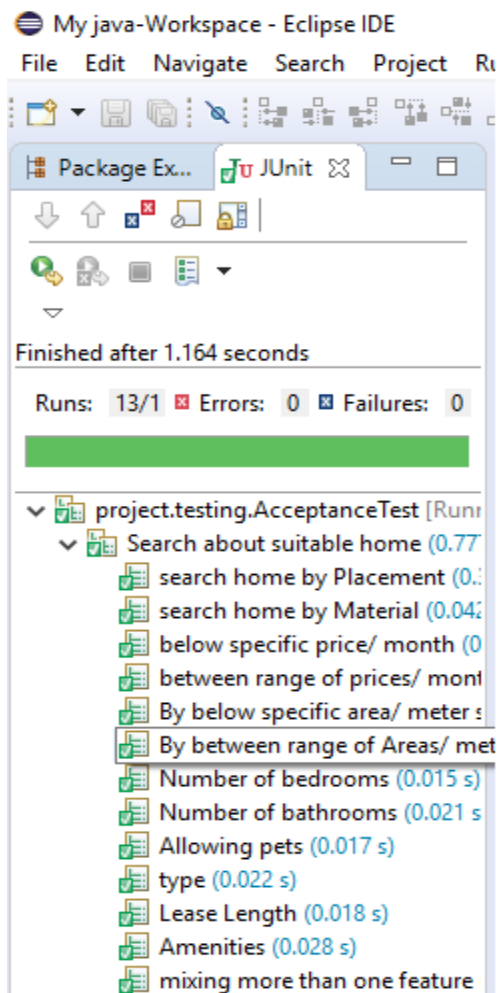 My java-Workspace - Eclipse IDE
File Edit Navigate Search Project
Package Ex... JUnit
Finished after 1.164 seconds
Runs: 13/1 Errors: 0 Failures: 0
project.testing.AcceptanceTest [Runr
Search about suitable home (0.77
search home by Placement (0.
search home by Material (0.042
below specific price/ month (0
between range of prices/ mont
By below specific area/ meter s
By between range of Areas/ met
Number of bedrooms (0.015 s)
Number of bathrooms (0.021 s
Allowing pets (0.017 s)
type (0.022 s)
Lease Length (0.018 s)
Amenities (0.028 s)
mixing more than one feature